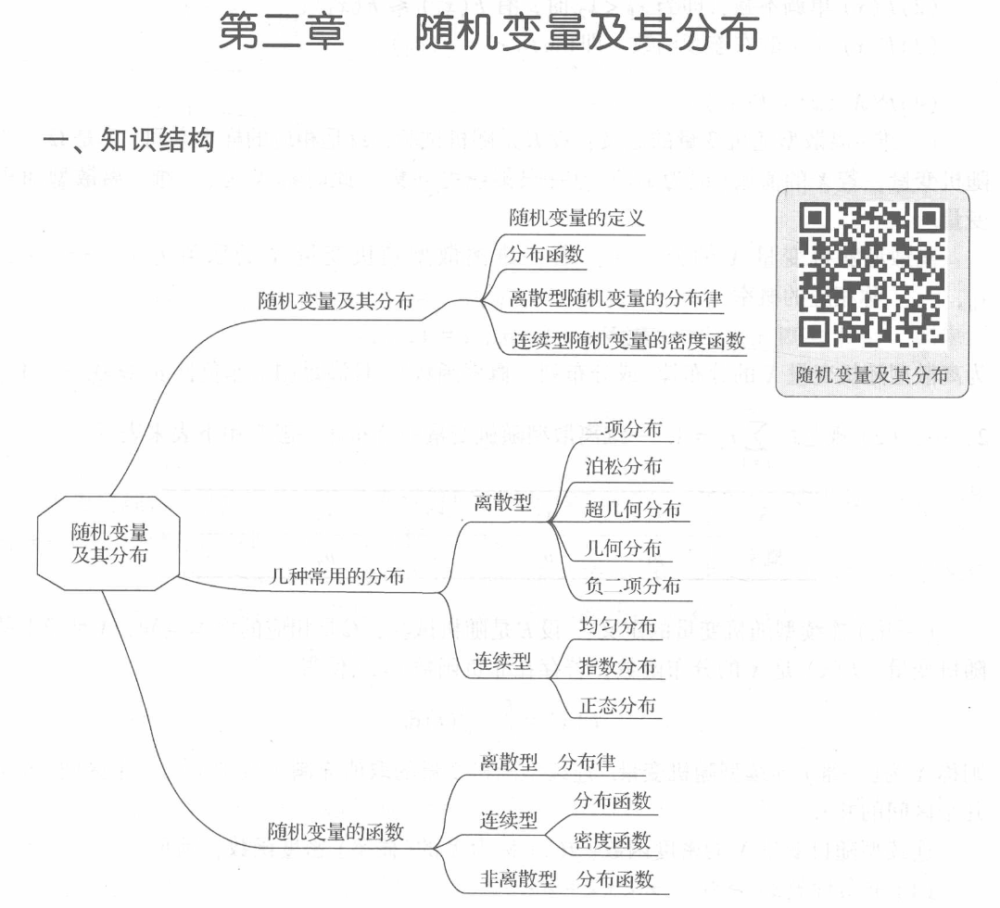 第二章 随机变量及其分布
一、知识结构
随机变量及其分布
随机变量的定义
分布函数
离散型随机变量的分布律
连续型随机变量的密度函数
随机变量及其分布
随机变量
及其分布
几种常用的分布
离散型
二项分布
泊松分布
超几何分布
几何分布
负二项分布
连续型
均匀分布
指数分布
正态分布
随机变量的函数
离散型 分布律
连续型
分布函数
密度函数
非离散型 分布函数